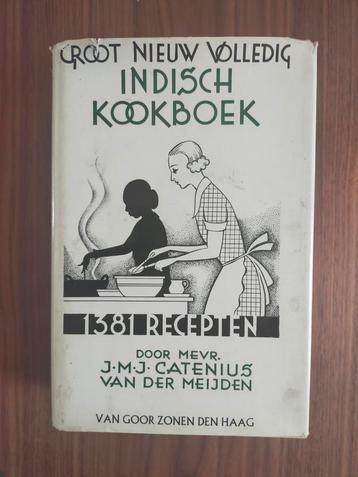 GROOT NIEUW VOLLEDIG
INDISCH
KOOKBOEK
1381 RECEPTEN
DOOR MEVR.
J·M·J· CATENIUS
VAN DER MEIJDEN
VAN GOOR ZONEN DEN HAAG